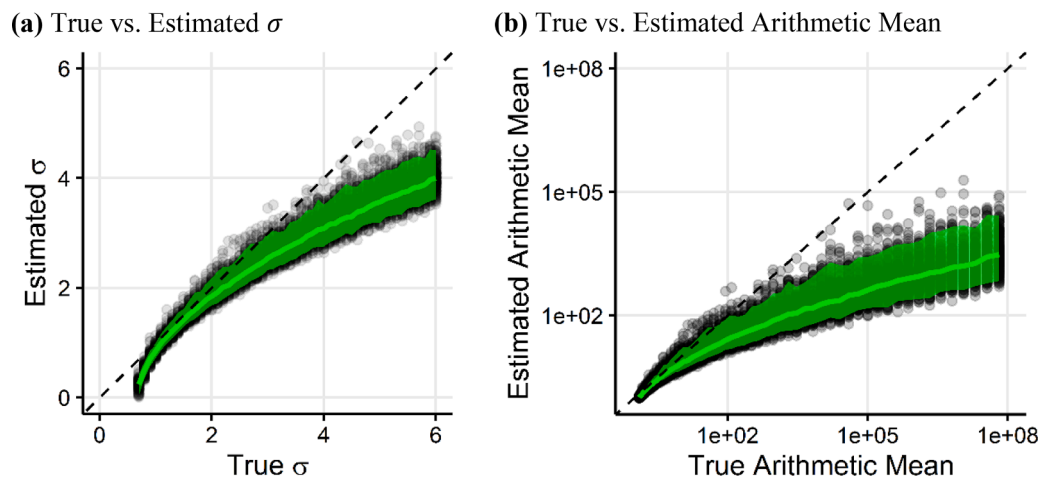 (a) True vs. Estimated σ
6
4
2
0
Estimated σ
0 2 4 6
True σ
(b) True vs. Estimated Arithmetic Mean
1e+08
1e+05
1e+02
Estimated Arithmetic Mean
1e+02 1e+05 1e+08
True Arithmetic Mean